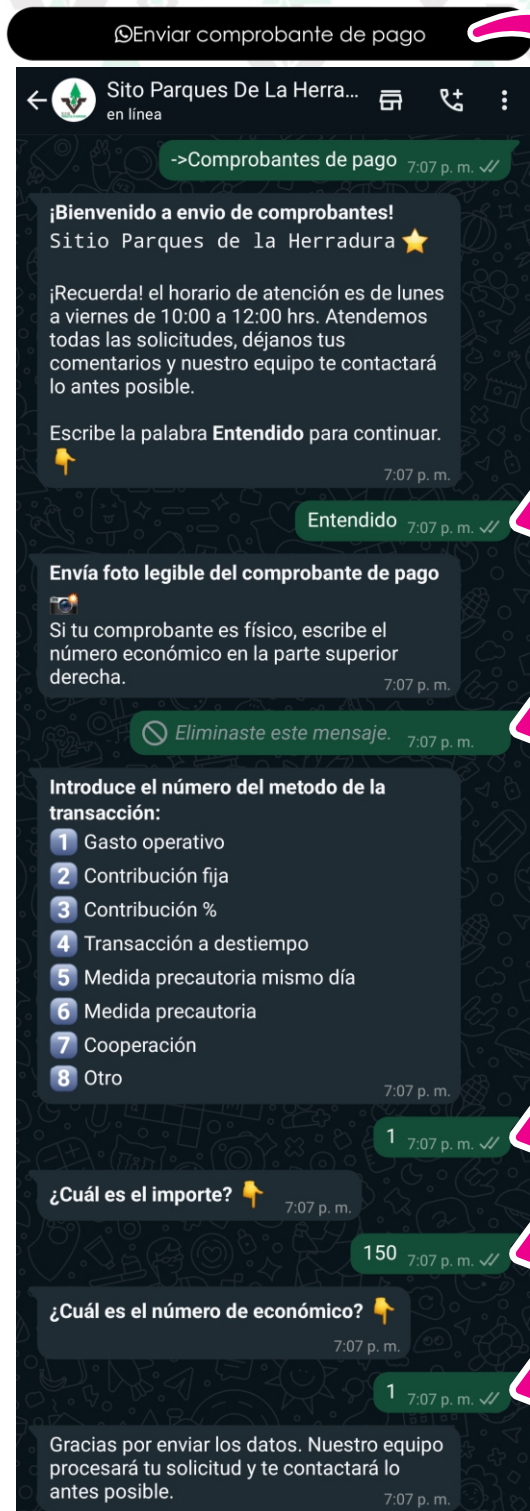 Enviar comprobante de pago
Sito Parques De La Herra...
en línea
->Comprobantes de pago 7:07 p. m.
¡Bienvenido a envio de comprobantes!
Sitio Parques de la Herradura ⭐
¡Recuerda! el horario de atención es de lunes
a viernes de 10:00 a 12:00 hrs. Atendemos
todas las solicitudes, déjanos tus
comentarios y nuestro equipo te contactará
lo antes posible.
Escribe la palabra Entendido para continuar.
👇
7:07 p. m.
Entendido 7:07 p. m.
Envía foto legible del comprobante de pago
📸
Si tu comprobante es físico, escribe el
número económico en la parte superior
derecha.
7:07 p. m.
Eliminaste este mensaje. 7:07 p. m.
Introduce el número del metodo de la
transacción:
1️⃣ Gasto operativo
2️⃣ Contribución fija
3️⃣ Contribución %
4️⃣ Transacción a destiempo
5️⃣ Medida precautoria mismo día
6️⃣ Medida precautoria
7️⃣ Cooperación
8️⃣ Otro
7:07 p. m.
1 7:07 p. m.
¿Cuál es el importe? 👇 7:07 p. m.
150 7:07 p. m.
¿Cuál es el número de económico? 👇
7:07 p. m.
1 7:07 p. m.
Gracias por enviar los datos. Nuestro equipo
procesará tu solicitud y te contactará lo
antes posible.
7:07 p. m.